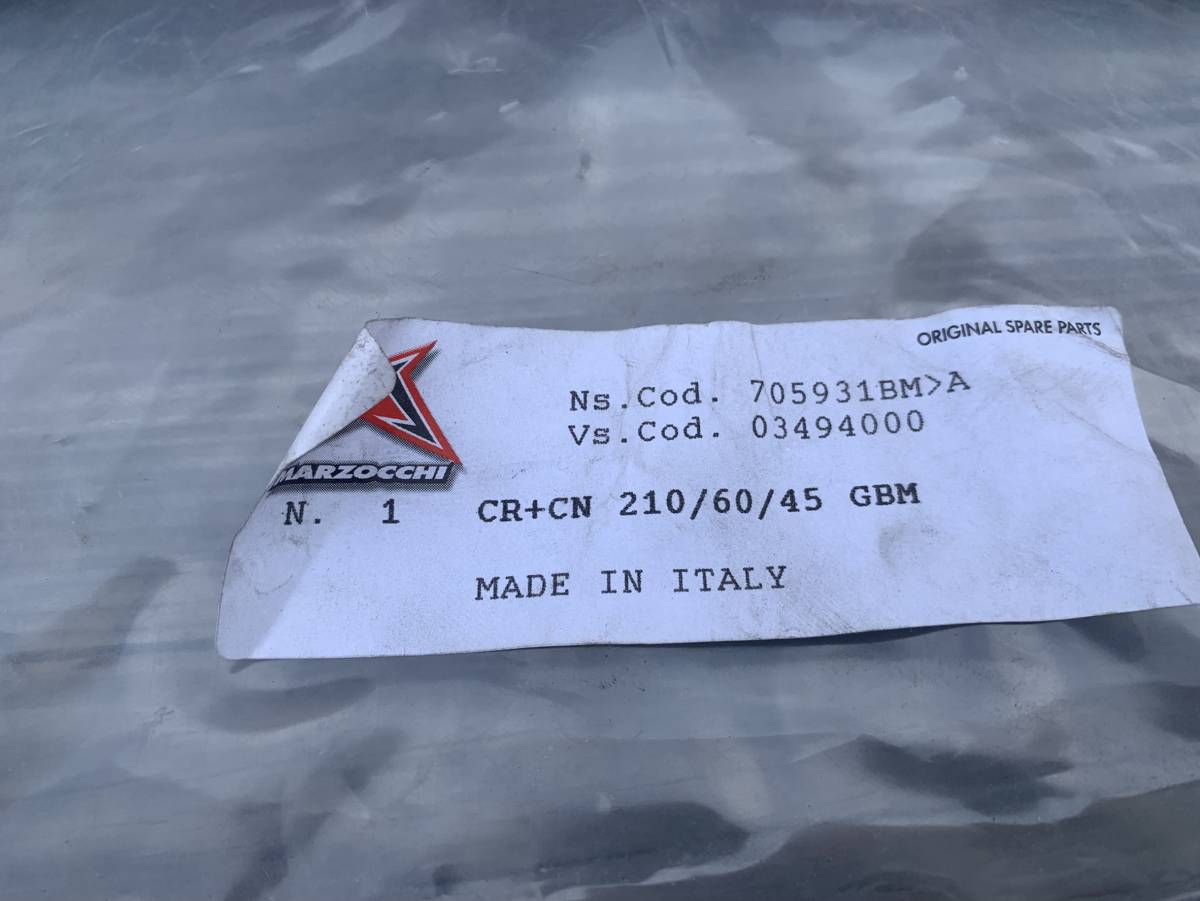 ORIGINAL SPARE PARTS
Ns.Cod. 705931BM>A
Vs.Cod. 03494000
MARZOCCHI
N. 1 CR+CN 210/60/45 GBM
MADE IN ITALY